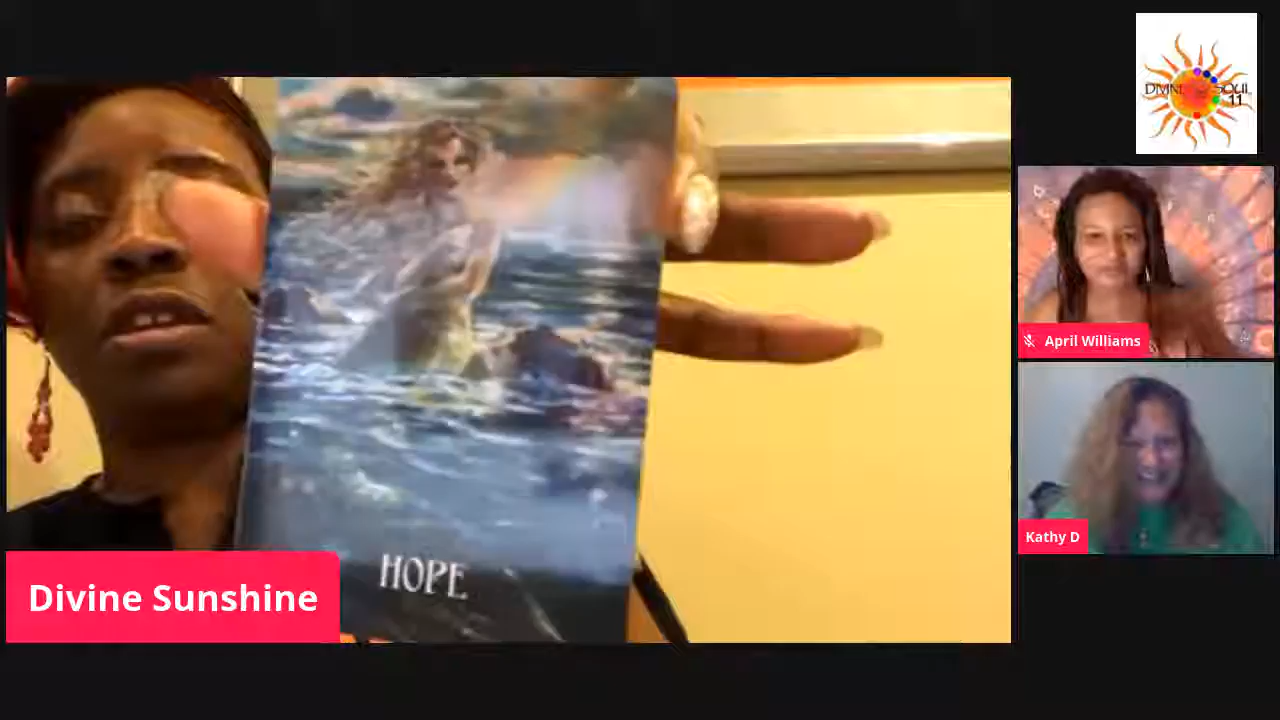 DIVINE SOUL
11
April Williams
Kathy D
HOPE
Divine Sunshine